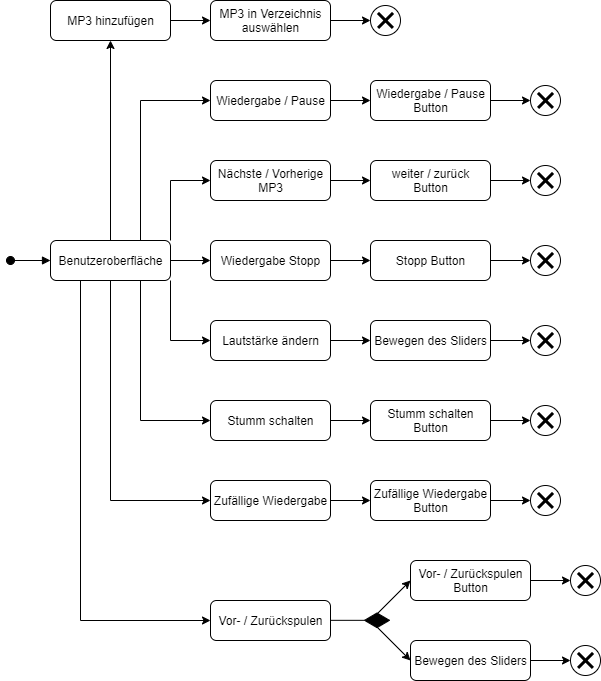 MP3 hinzufügen
MP3 in Verzeichnis
auswählen
Wiedergabe / Pause
Wiedergabe / Pause
Button
Nächste / Vorherige
MP3
weiter / zurück
Button
Benutzeroberfläche
Wiedergabe Stopp
Stopp Button
Lautstärke ändern
Bewegen des Sliders
Stumm schalten
Stumm schalten
Button
Zufällige Wiedergabe
Zufällige Wiedergabe
Button
Vor- / Zurückspulen
Vor- / Zurückspulen
Button
Bewegen des Sliders